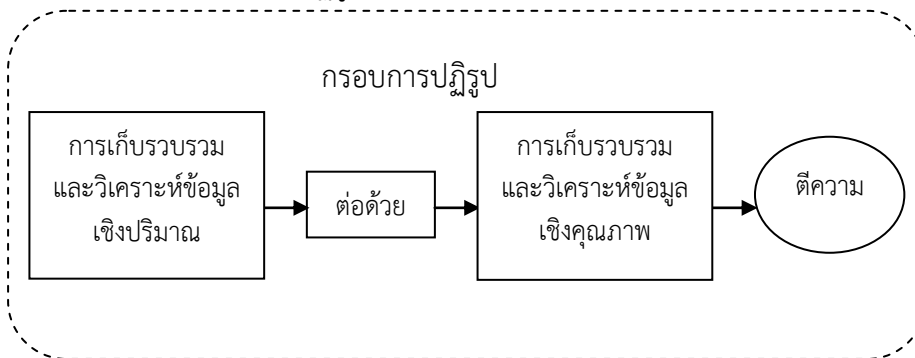 กรอบการปฏิรูป
การเก็บรวบรวม
และวิเคราะห์ข้อมูล
เชิงปริมาณ
ต่อด้วย
การเก็บรวบรวม
และวิเคราะห์ข้อมูล
เชิงคุณภาพ
ตีความ